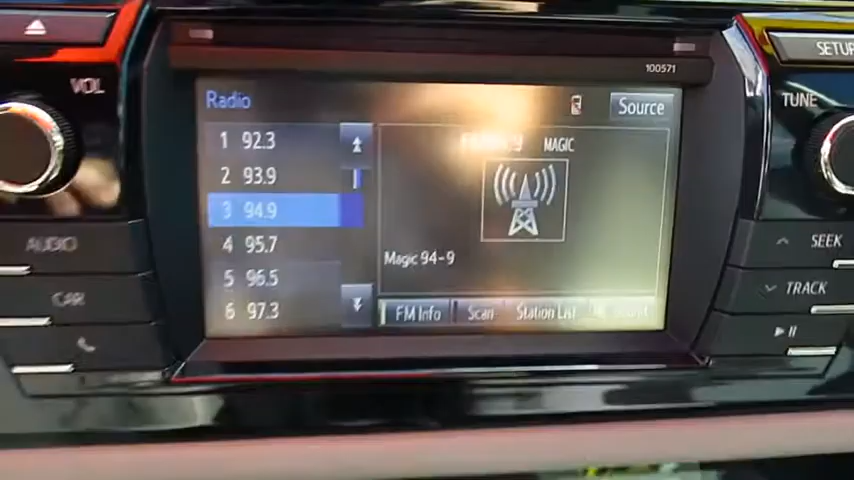 SETUP
100571
VOL
Radio
Source
TUNE
1 92.3
MAGIC
2 93.9
3 94.9
4 95.7
Magic 94-9
5 96.5
6 97.3
FM Info
Scan
Station List
AUDIO
CAR
SEEK
TRACK